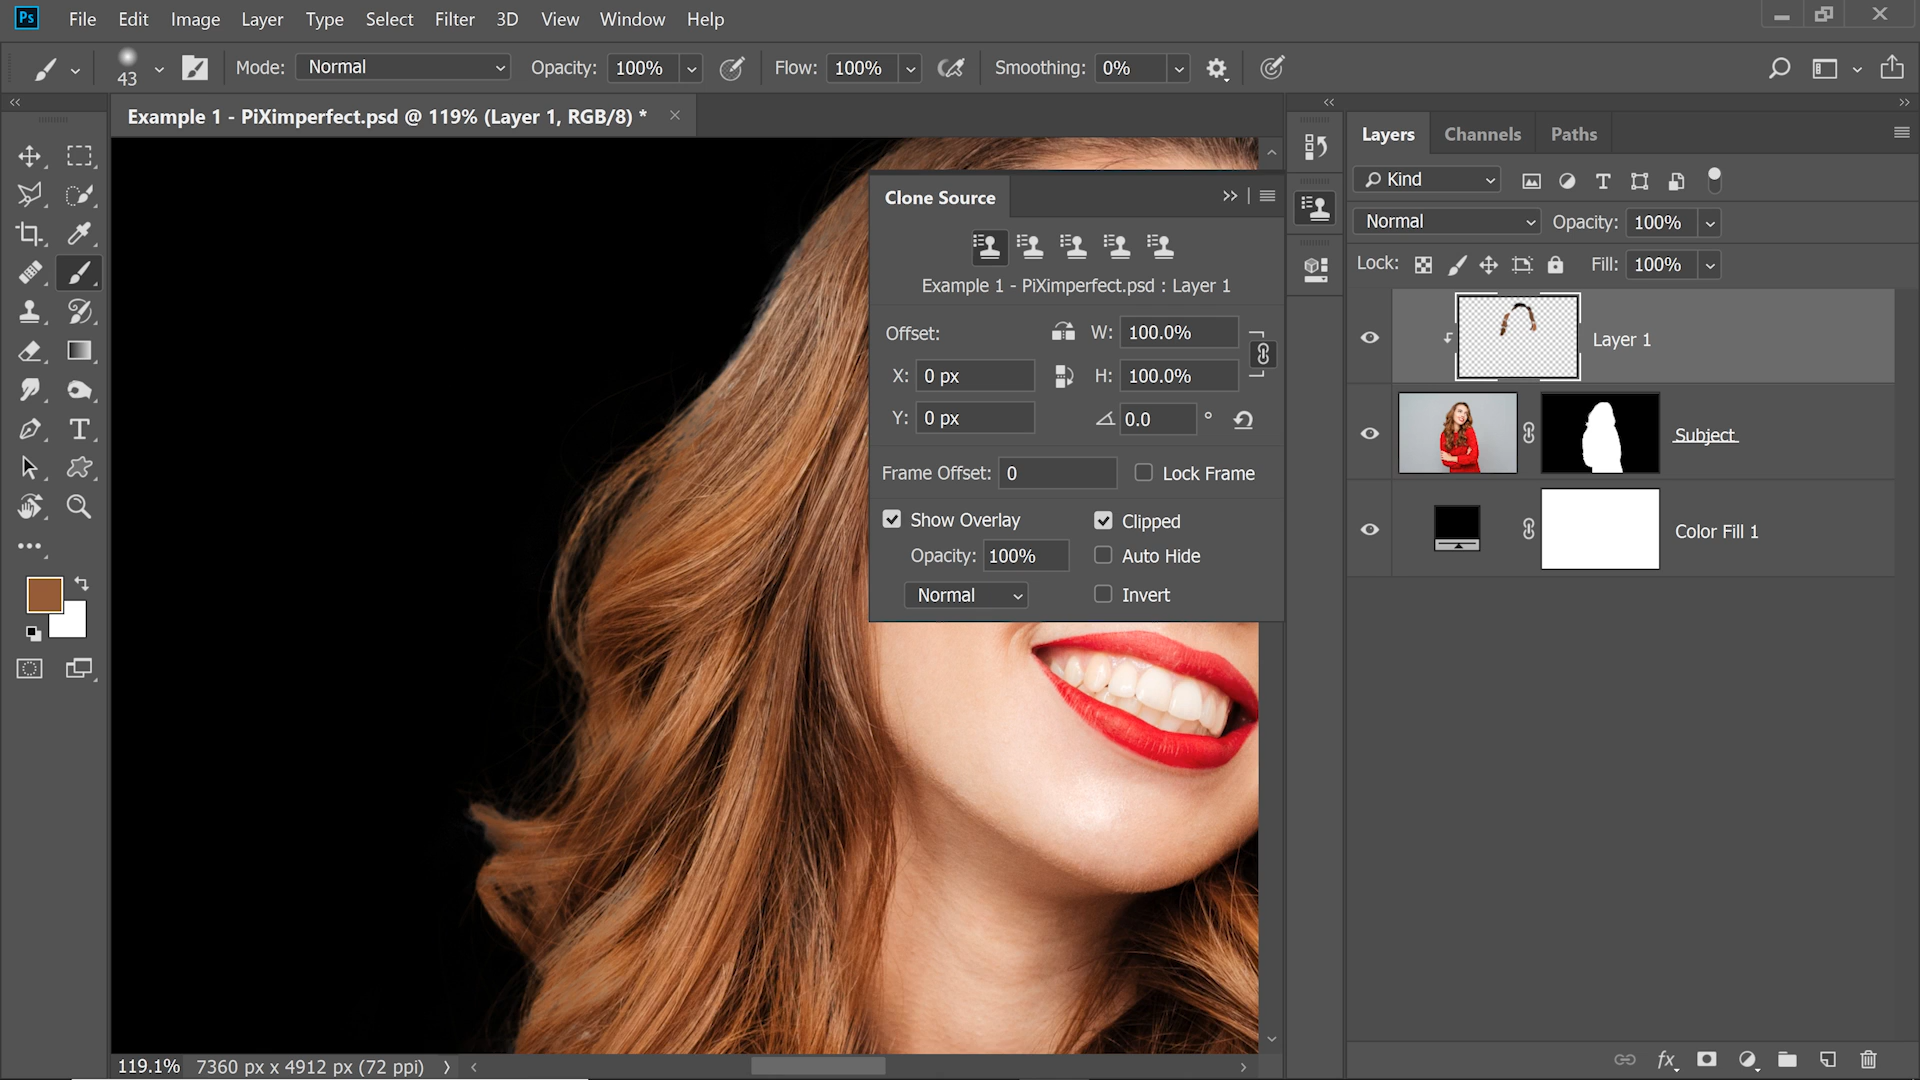 Ps File Edit Image Layer Type Select Filter 3D View Window Help
43 Mode: Normal Opacity: 100% Flow: 100% Smoothing: 0%
Example 1 - PiXimperfect.psd @ 119% (Layer 1, RGB/8) *
Clone Source
Example 1 - PiXimperfect.psd : Layer 1
Offset: W: 100.0%
X: 0 px H: 100.0%
Y: 0 px 0.0 °
Frame Offset: 0 Lock Frame
Show Overlay Clipped
Opacity: 100% Auto Hide
Normal Invert
Layers Channels Paths
Kind
Normal Opacity: 100%
Lock: Fill: 100%
Layer 1
Subject
Color Fill 1
fx
119.1% 7360 px x 4912 px (72 ppi)